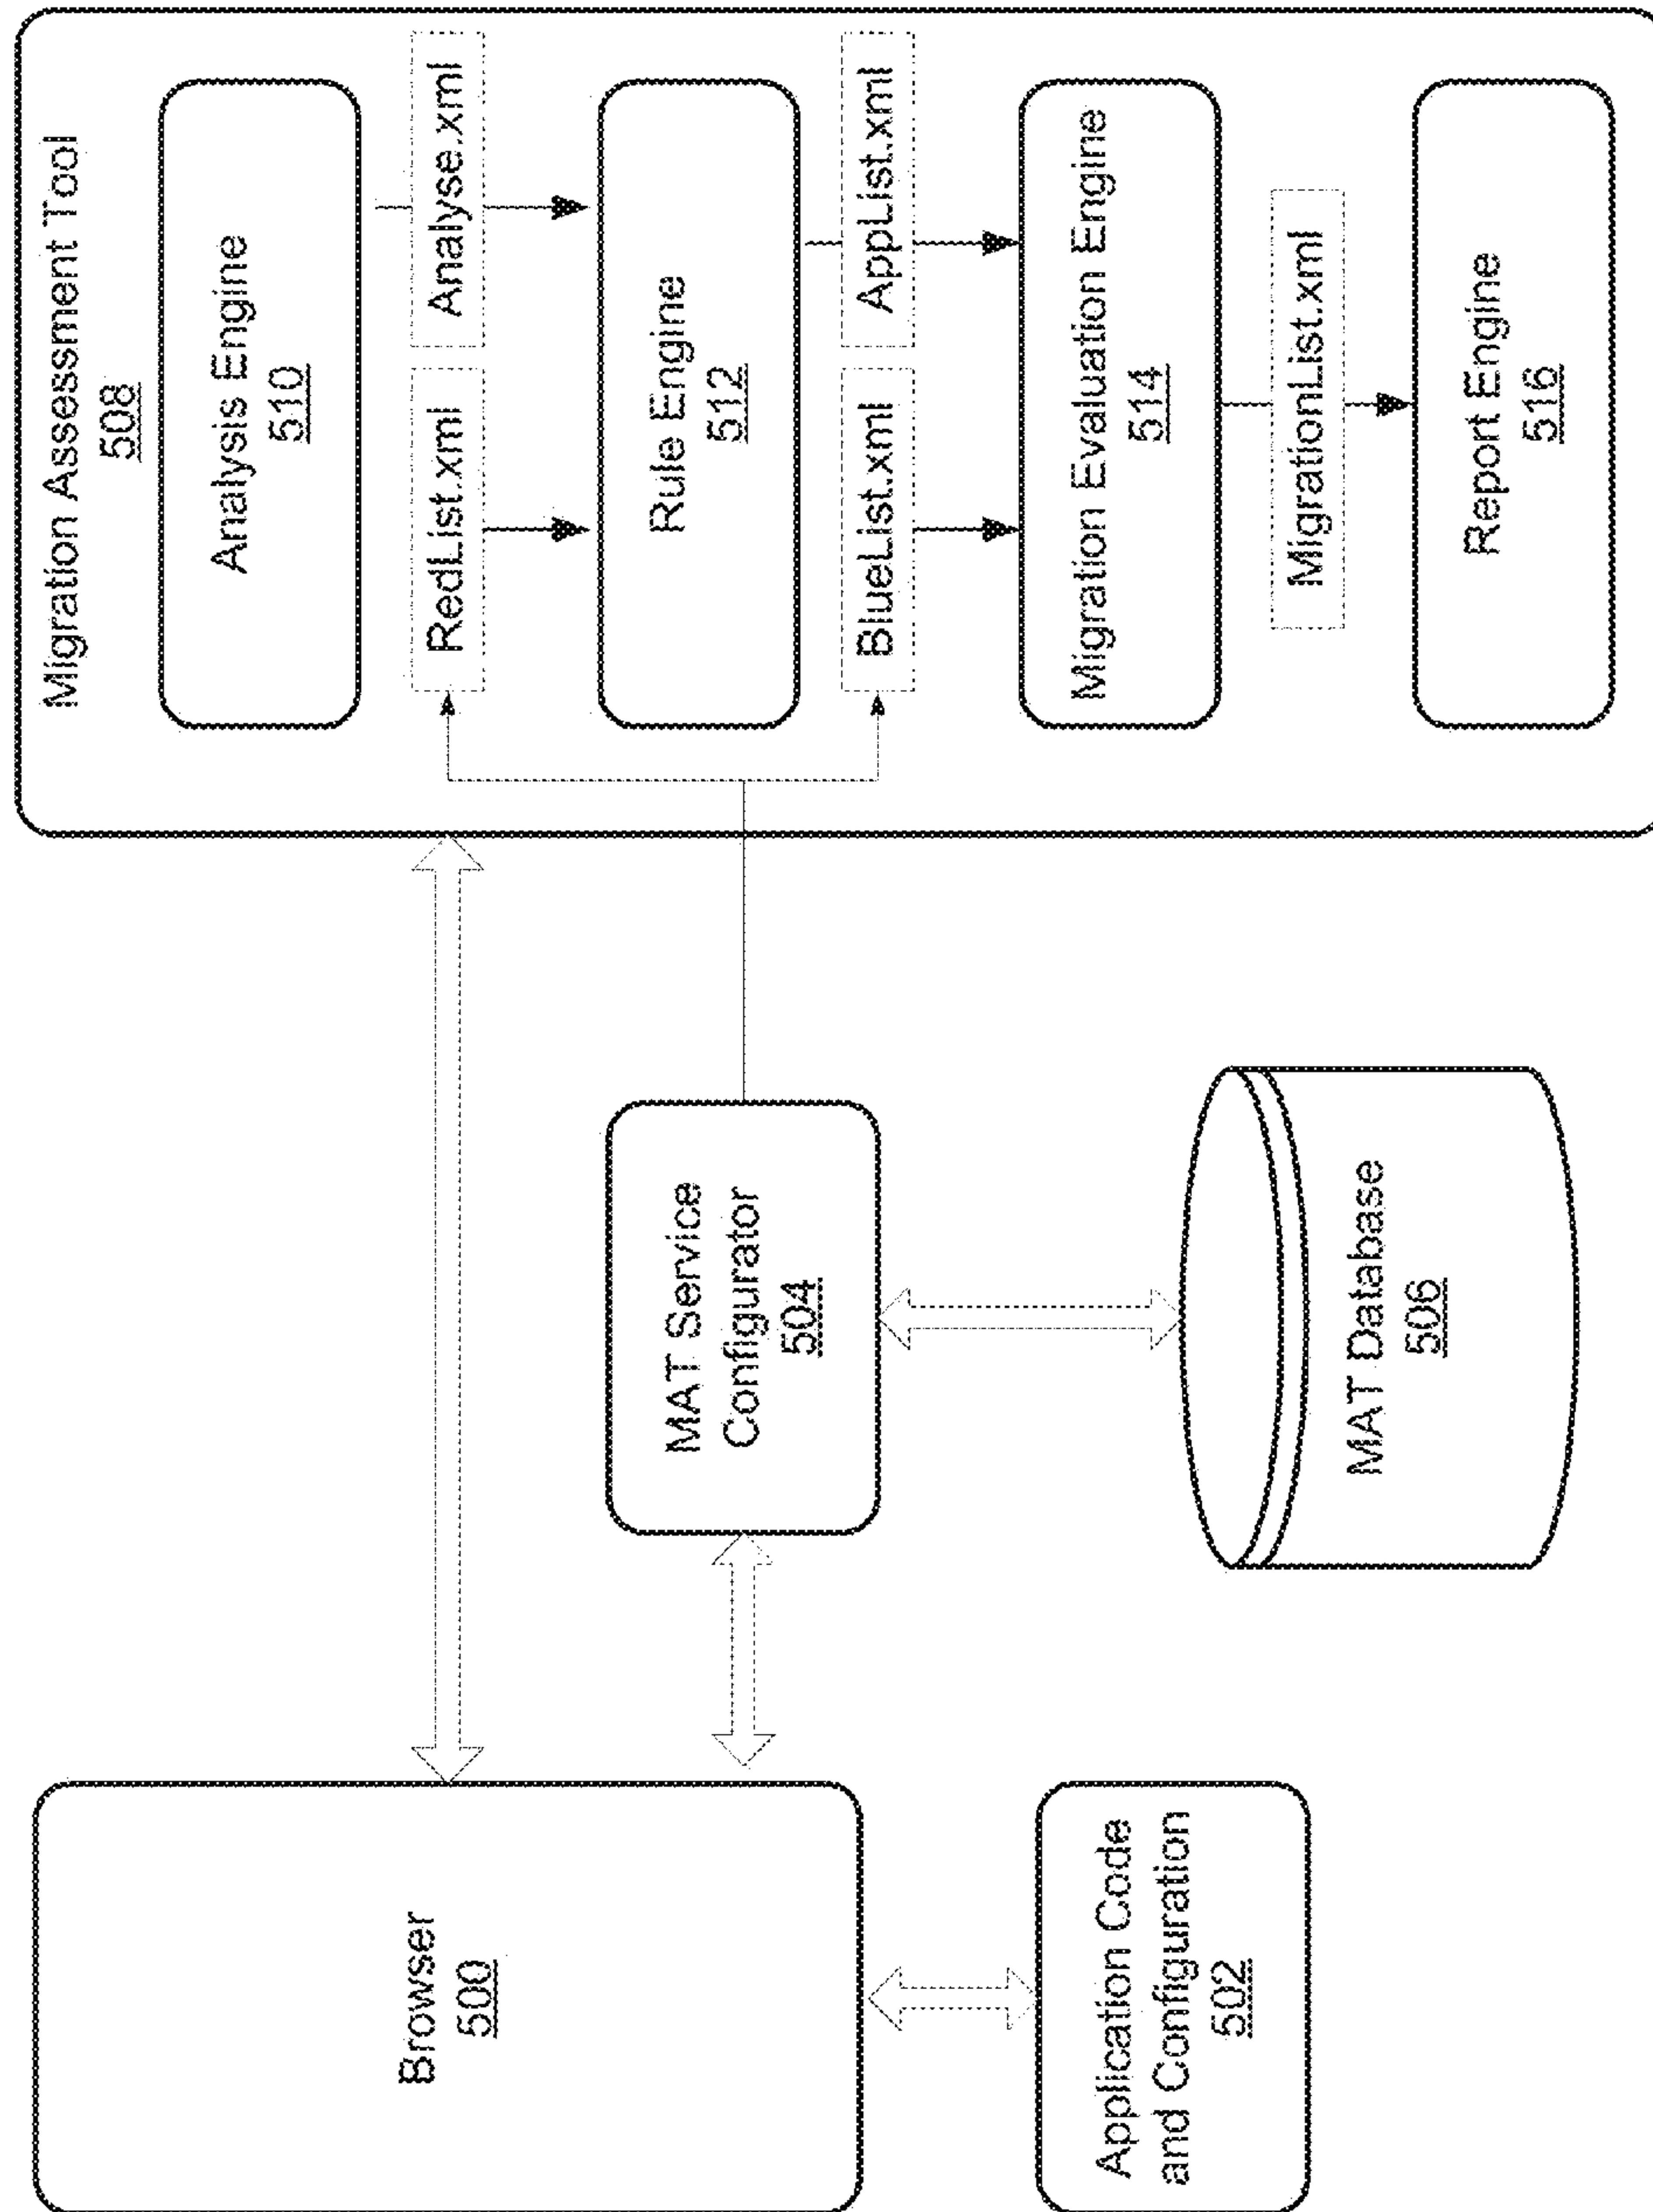 Browser
500
Application Code
and Configuration
502
MAT Service
Configurator
504
MAT Database
506
Migration Assessment Tool
508
Analysis Engine
510
RedList.xml
Analyse.xml
Rule Engine
512
BlueList.xml
AppList.xml
Migration Evaluation Engine
514
MigrationList.xml
Report Engine
516